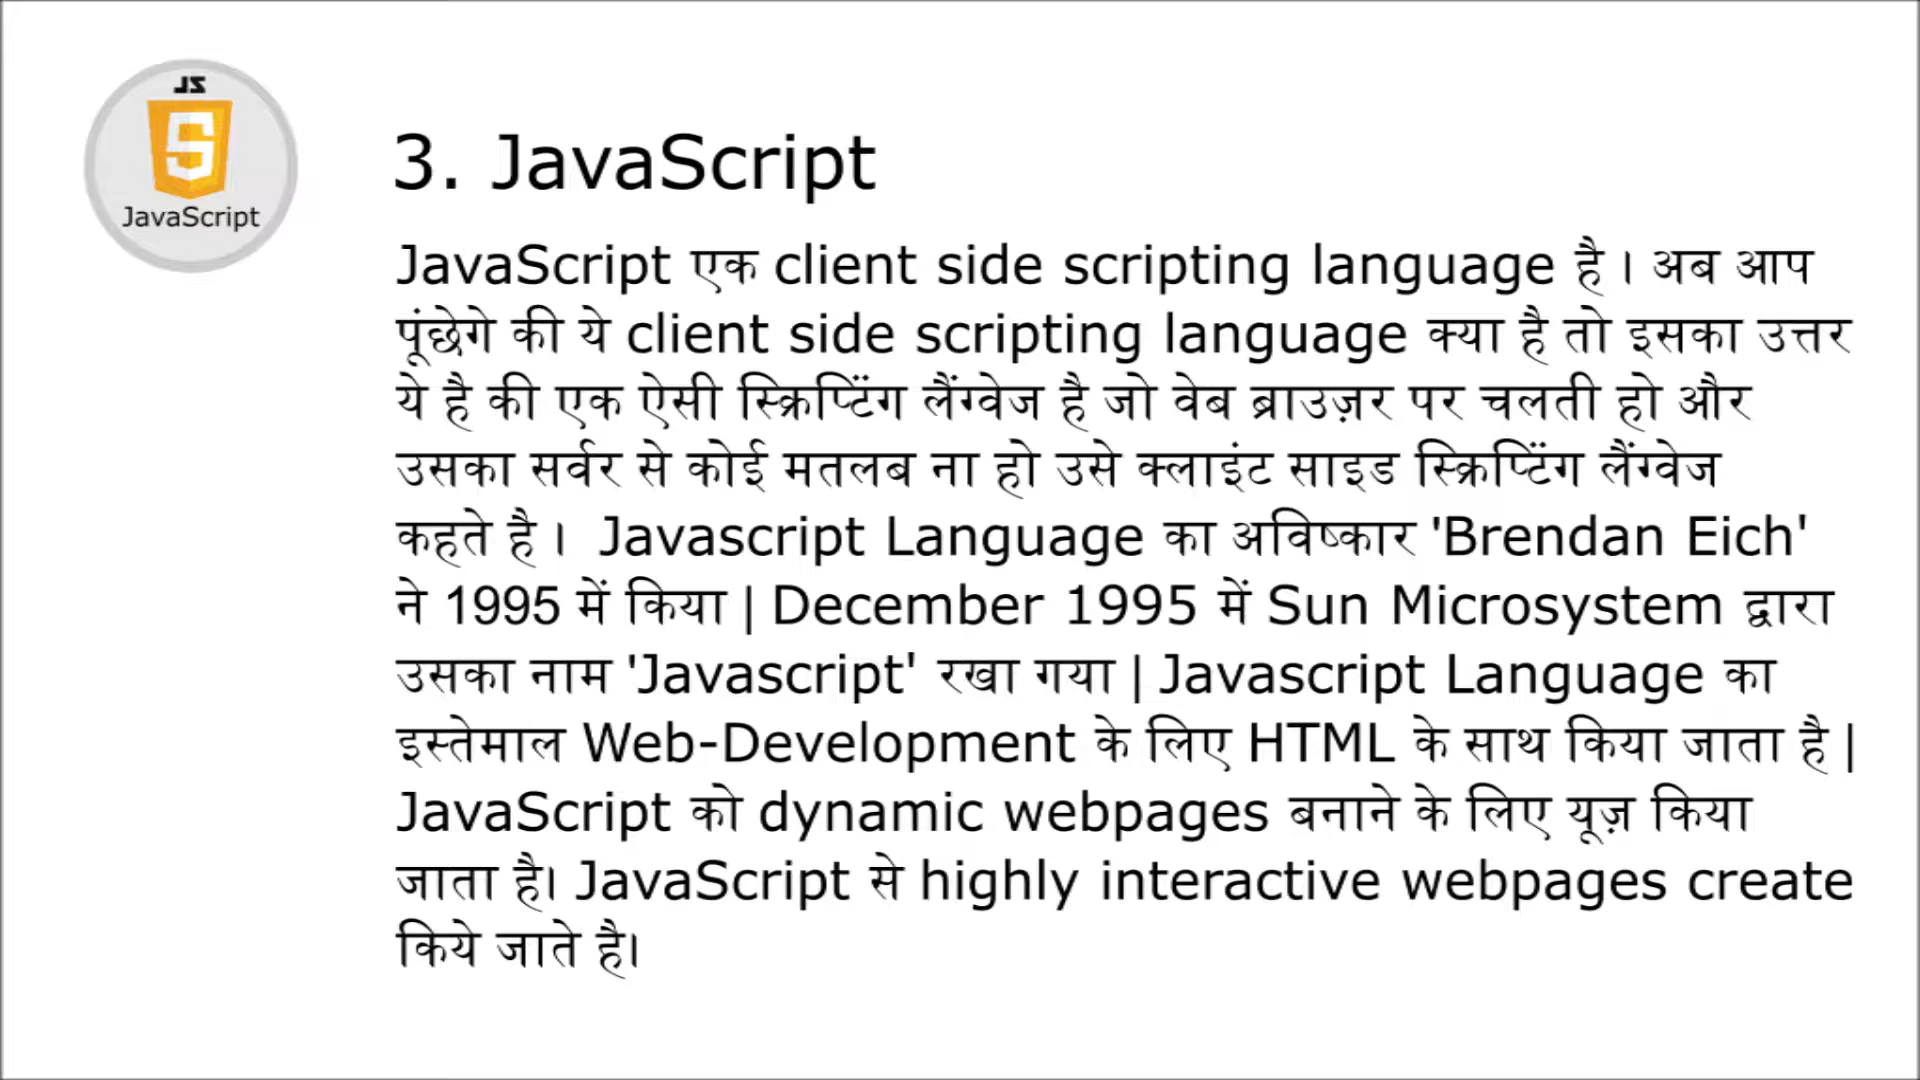 JS
JavaScript
3. JavaScript
JavaScript एक client side scripting language है । अब आप
पूंछेगे की ये client side scripting language क्या है तो इसका उत्तर
ये है की एक ऐसी स्क्रिप्टिंग लैंग्वेज है जो वेब ब्राउज़र पर चलती हो और
उसका सर्वर से कोई मतलब ना हो उसे क्लाइंट साइड स्क्रिप्टिंग लैंग्वेज
कहते है । Javascript Language का अविष्कार 'Brendan Eich'
ने 1995 में किया | December 1995 में Sun Microsystem द्वारा
उसका नाम 'Javascript' रखा गया | Javascript Language का
इस्तेमाल Web-Development के लिए HTML के साथ किया जाता है |
JavaScript को dynamic webpages बनाने के लिए यूज़ किया
जाता है। JavaScript से highly interactive webpages create
किये जाते है।